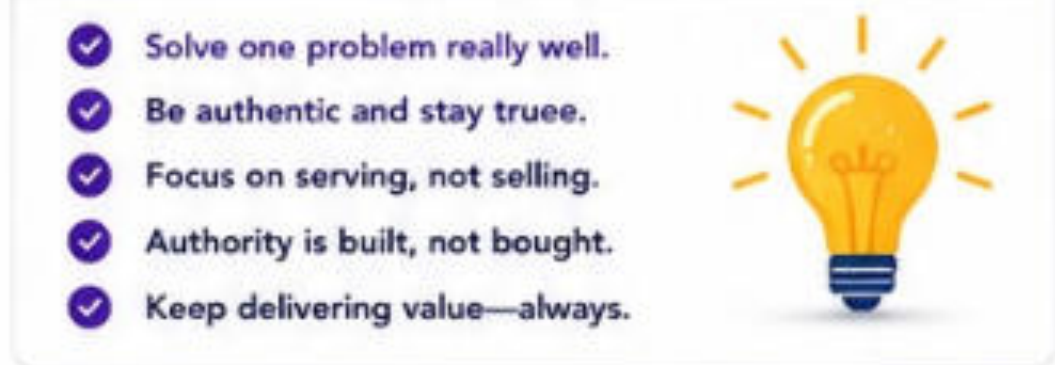 Solve one problem really well.
Be authentic and stay truee.
Focus on serving, not selling.
Authority is built, not bought.
Keep delivering value—always.